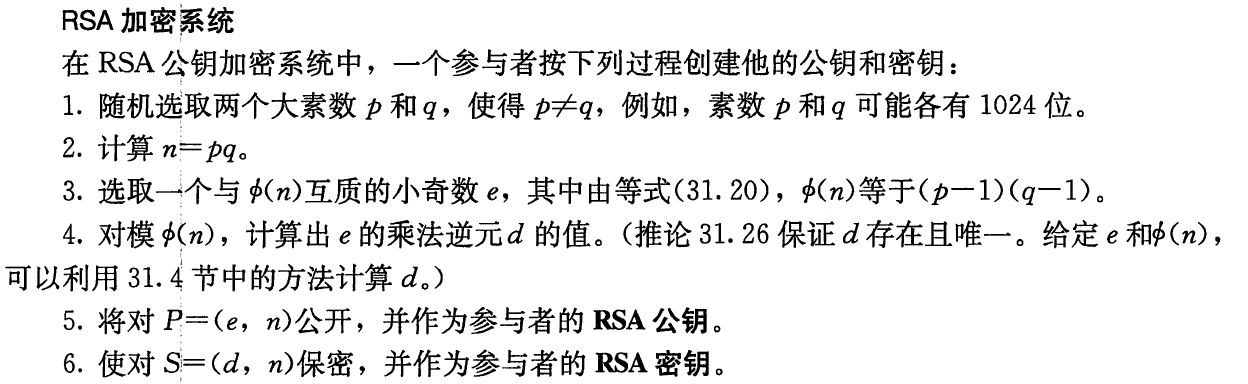 RSA 加密系统
在 RSA 公钥加密系统中，一个参与者按下列过程创建他的公钥和密钥：
1. 随机选取两个大素数 p 和 q，使得 p≠q，例如，素数 p 和 q 可能各有 1024 位。
2. 计算 n＝pq。
3. 选取一个与 ϕ(n)互质的小奇数 e，其中由等式(31.20)，ϕ(n)等于(p－1)(q－1)。
4. 对模 ϕ(n)，计算出 e 的乘法逆元 d 的值。（推论 31.26 保证 d 存在且唯一。给定 e 和ϕ(n)，
可以利用 31.4 节中的方法计算 d。）
5. 将对 P＝(e，n)公开，并作为参与者的 RSA 公钥。
6. 使对 S＝(d，n)保密，并作为参与者的 RSA 密钥。